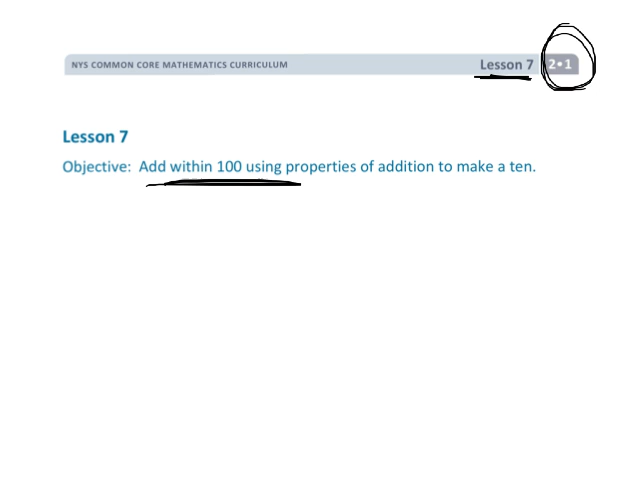 NYS COMMON CORE MATHEMATICS CURRICULUM Lesson 7 2•1
Lesson 7
Objective: Add within 100 using properties of addition to make a ten.